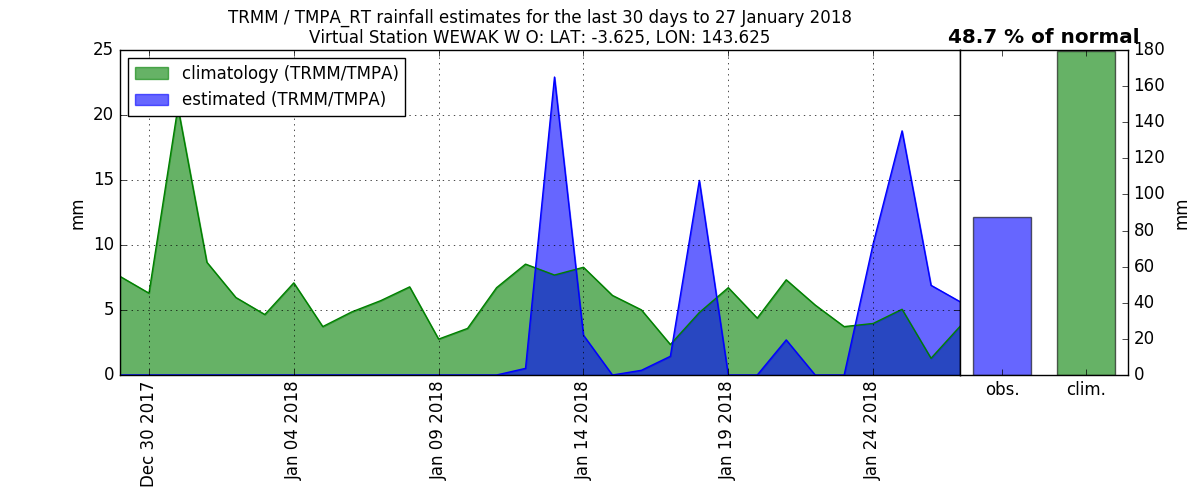 TRMM / TMPA_RT rainfall estimates for the last 30 days to 27 January 2018
Virtual Station WEWAK W O: LAT: -3.625, LON: 143.625
48.7 % of normal
climatology (TRMM/TMPA)
estimated (TRMM/TMPA)
25
20
15
10
5
0
mm
Dec 30 2017
Jan 04 2018
Jan 09 2018
Jan 14 2018
Jan 19 2018
Jan 24 2018
180
160
140
120
100
80
60
40
20
0
mm
obs.
clim.